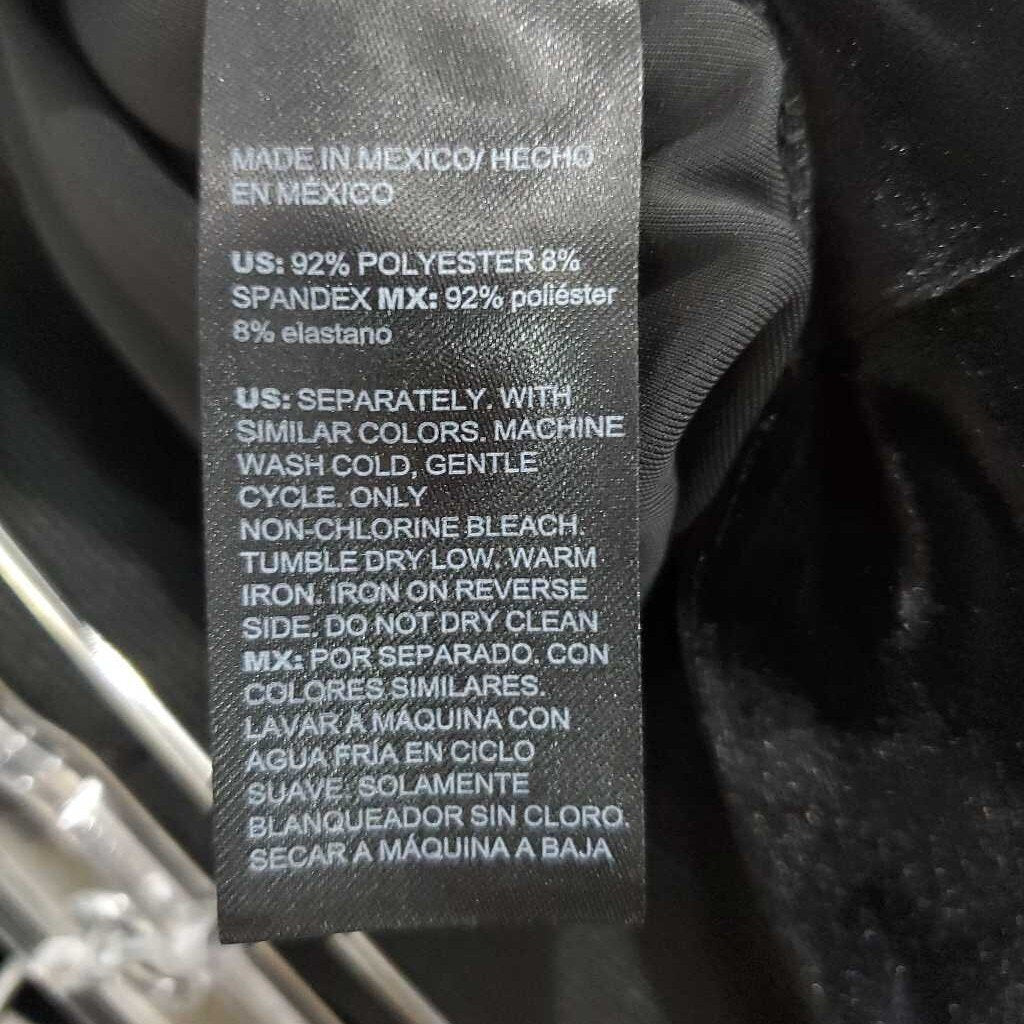 MADE IN MEXICO/ HECHO
EN MÉXICO
US: 92% POLYESTER 8%
SPANDEX MX: 92% poliéster
8% elastano
US: SEPARATELY. WITH
SIMILAR COLORS. MACHINE
WASH COLD, GENTLE
CYCLE. ONLY
NON-CHLORINE BLEACH.
TUMBLE DRY LOW. WARM
IRON. IRON ON REVERSE
SIDE. DO NOT DRY CLEAN
MX: POR SEPARADO. CON
COLORES SIMILARES.
LAVAR A MÁQUINA CON
AGUA FRÍA EN CICLO
SUAVE. SOLAMENTE
BLANQUEADOR SIN CLORO.
SECAR A MÁQUINA A BAJA